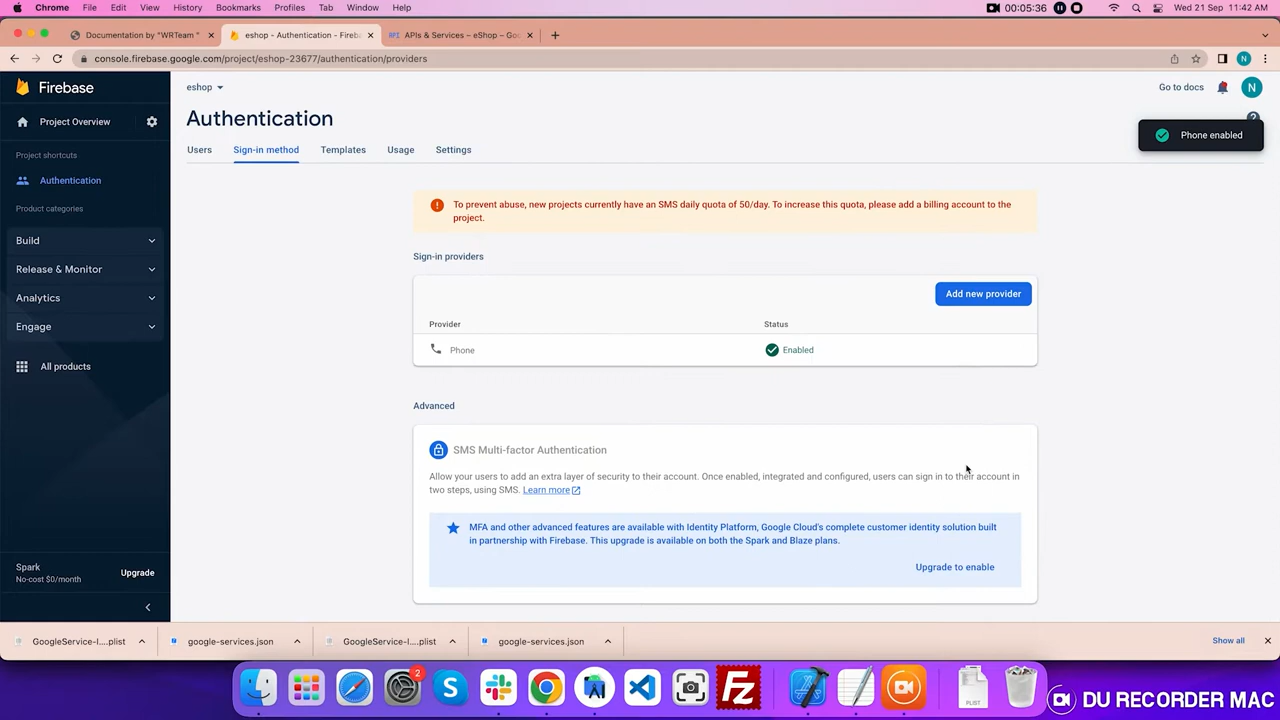 Chrome File Edit View History Bookmarks Profiles Tab Window Help 00:05:36 Wed 21 Sep 11:42 AM
Documentation by "WRTeam" eshop - Authentication - Fireba APIs & Services – eShop – Goo
console.firebase.google.com/project/eshop-23677/authentication/providers N
Firebase
eshop
Go to docs
N
Authentication
Project Overview
Phone enabled
Users Sign-in method Templates Usage Settings
Project shortcuts
Authentication
Product categories
Build
Release & Monitor
Analytics
Engage
All products
To prevent abuse, new projects currently have an SMS daily quota of 50/day. To increase this quota, please add a billing account to the
project.
Sign-in providers
Add new provider
Provider Status
Phone Enabled
Advanced
SMS Multi-factor Authentication
Allow your users to add an extra layer of security to their account. Once enabled, integrated and configured, users can sign in to their account in
two steps, using SMS. Learn more
MFA and other advanced features are available with Identity Platform, Google Cloud's complete customer identity solution built
in partnership with Firebase. This upgrade is available on both the Spark and Blaze plans.
Upgrade to enable
Spark
No-cost $0/month
Upgrade
GoogleService-I....plist google-services.json GoogleService-I....plist google-services.json Show all
2
PLIST
DU RECORDER MAC